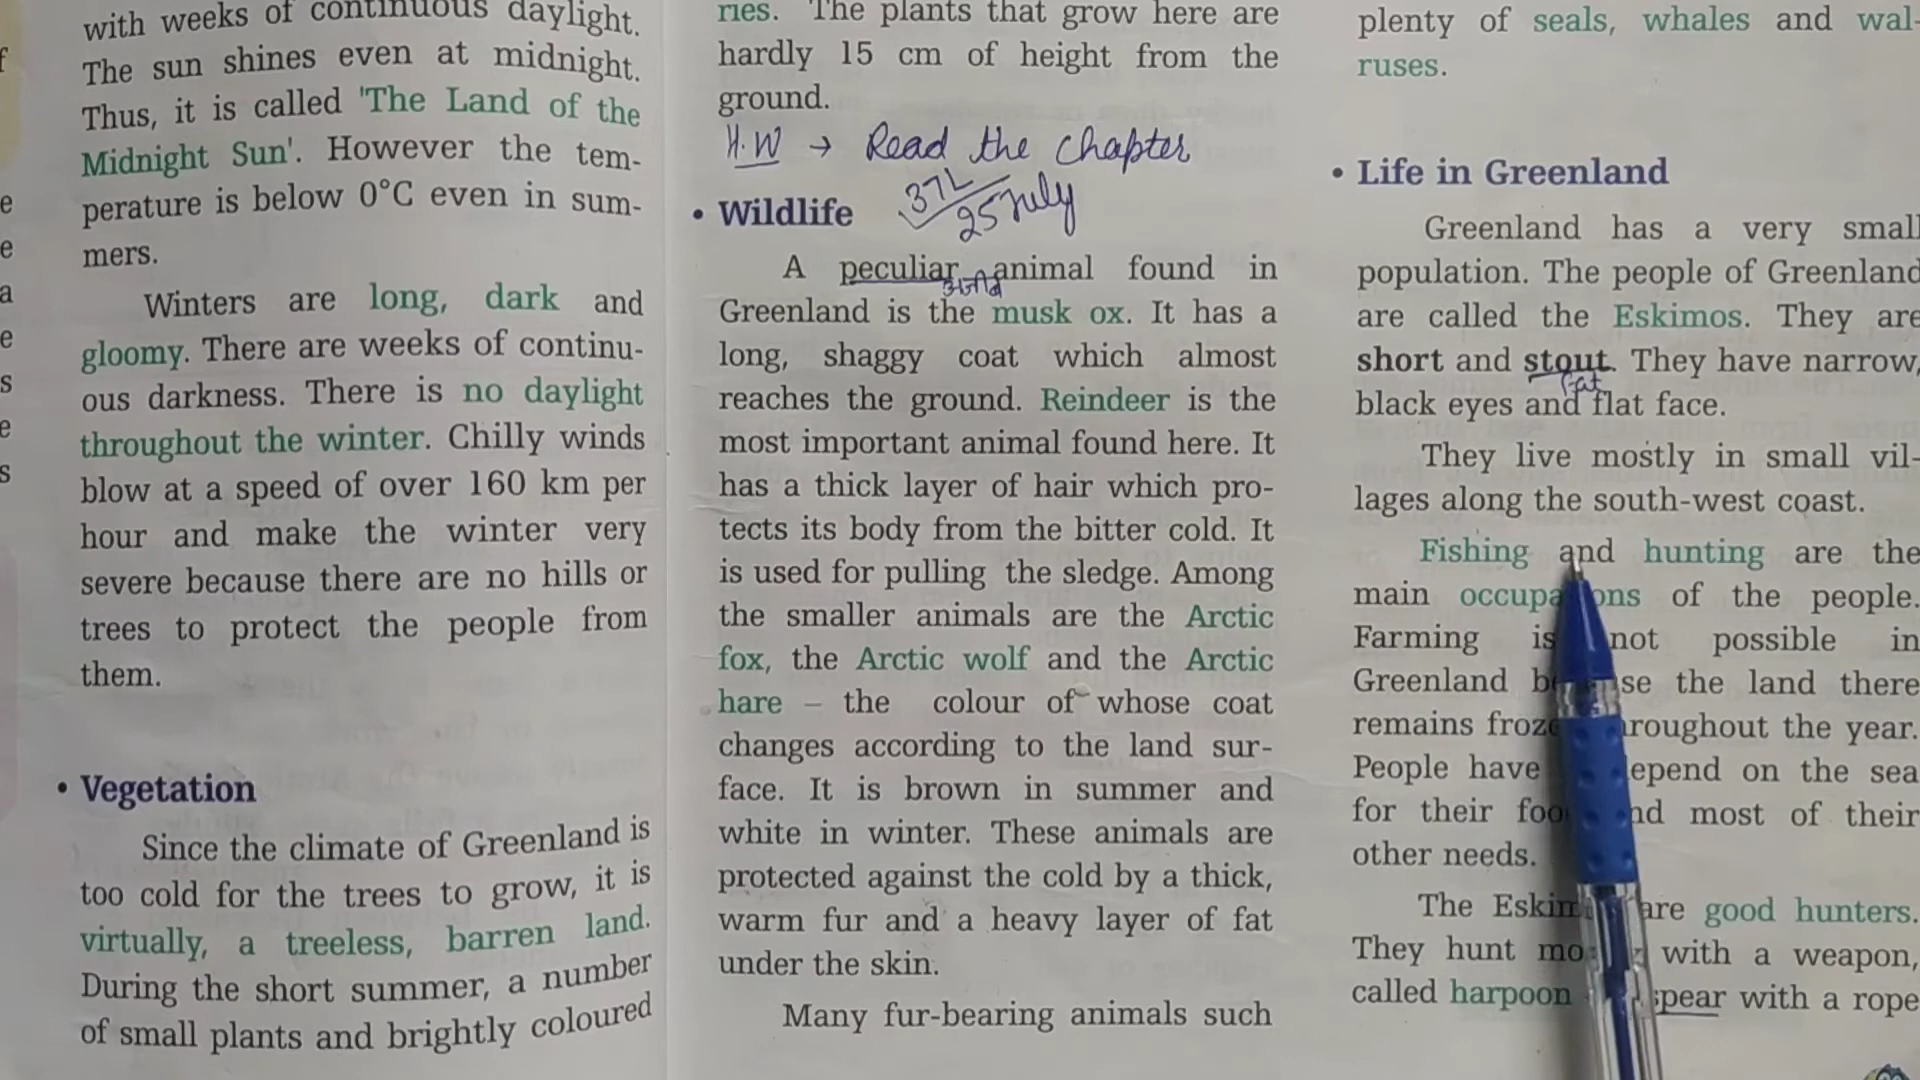 with weeks of continuous daylight.
The sun shines even at midnight.
Thus, it is called 'The Land of the
Midnight Sun'. However the tem-
perature is below 0°C even in sum-
mers.
Winters are long, dark and
gloomy. There are weeks of continu-
ous darkness. There is no daylight
throughout the winter. Chilly winds
blow at a speed of over 160 km per
hour and make the winter very
severe because there are no hills or
trees to protect the people from
them.
• Vegetation
Since the climate of Greenland is
too cold for the trees to grow, it is
virtually, a treeless, barren land.
During the short summer, a number
of small plants and brightly coloured
ries. The plants that grow here are
hardly 15 cm of height from the
ground.
H.W → Read the chapter
25 July
• Wildlife
A peculiar animal found in
Greenland is the musk ox. It has a
long, shaggy coat which almost
reaches the ground. Reindeer is the
most important animal found here. It
has a thick layer of hair which pro-
tects its body from the bitter cold. It
is used for pulling the sledge. Among
the smaller animals are the Arctic
fox, the Arctic wolf and the Arctic
hare – the colour of whose coat
changes according to the land sur-
face. It is brown in summer and
white in winter. These animals are
protected against the cold by a thick,
warm fur and a heavy layer of fat
under the skin.
Many fur-bearing animals such
plenty of seals, whales and wal-
ruses.
• Life in Greenland
Greenland has a very small
population. The people of Greenland
are called the Eskimos. They are
short and stout. They have narrow,
fat
black eyes and flat face.
They live mostly in small vil-
lages along the south-west coast.
Fishing and hunting are the
main of the people.
Farming is not possible in
Greenland the land there
remains throughout the year.
People have depend on the sea
for their and most of their
other needs.
The are good hunters.
They hunt with a weapon,
called harpoon spear with a rope